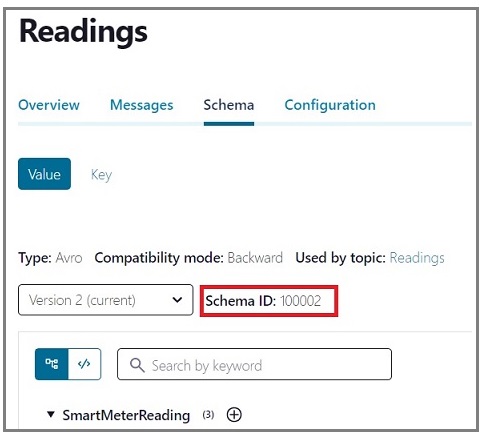 Readings
Overview Messages Schema Configuration
Value Key
Type: Avro Compatibility mode: Backward Used by topic: Readings
Version 2 (current) Schema ID: 100002
</> Search by keyword
SmartMeterReading (3)